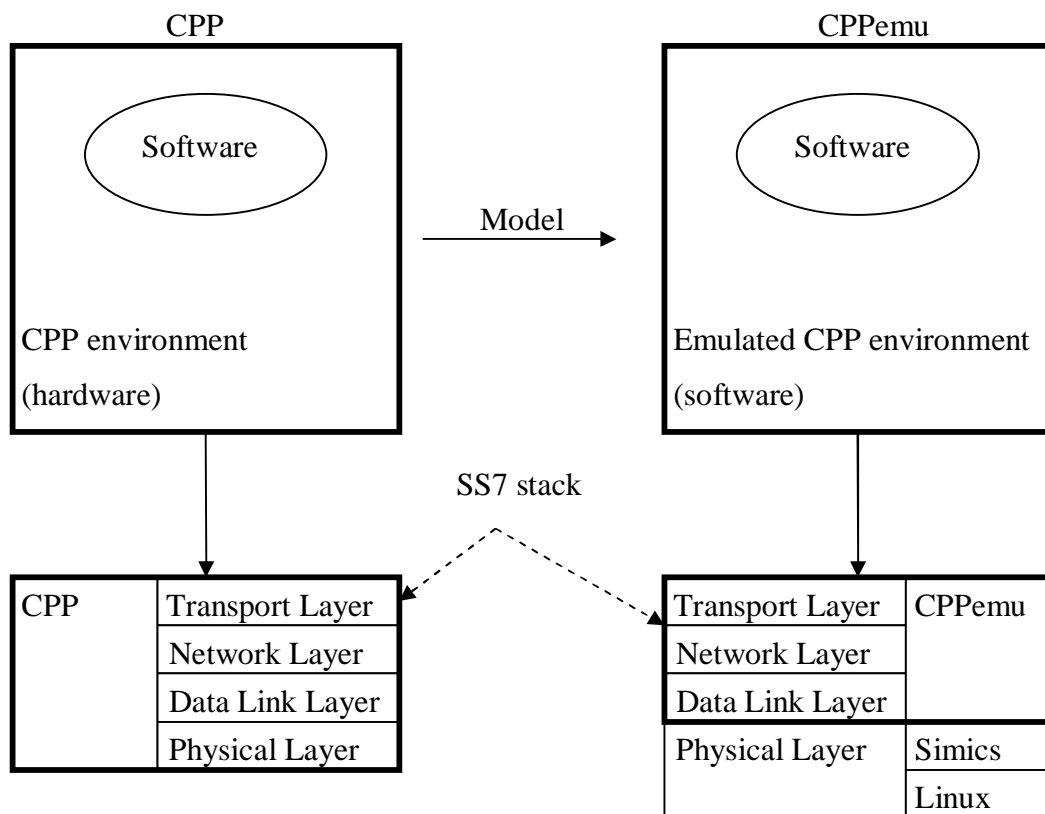 CPP
CPPemu
Software
Software
Model
CPP environment
(hardware)
Emulated CPP environment
(software)
SS7 stack
CPP
Transport Layer
Network Layer
Data Link Layer
Physical Layer
Transport Layer
CPPemu
Network Layer
Data Link Layer
Physical Layer
Simics
Linux